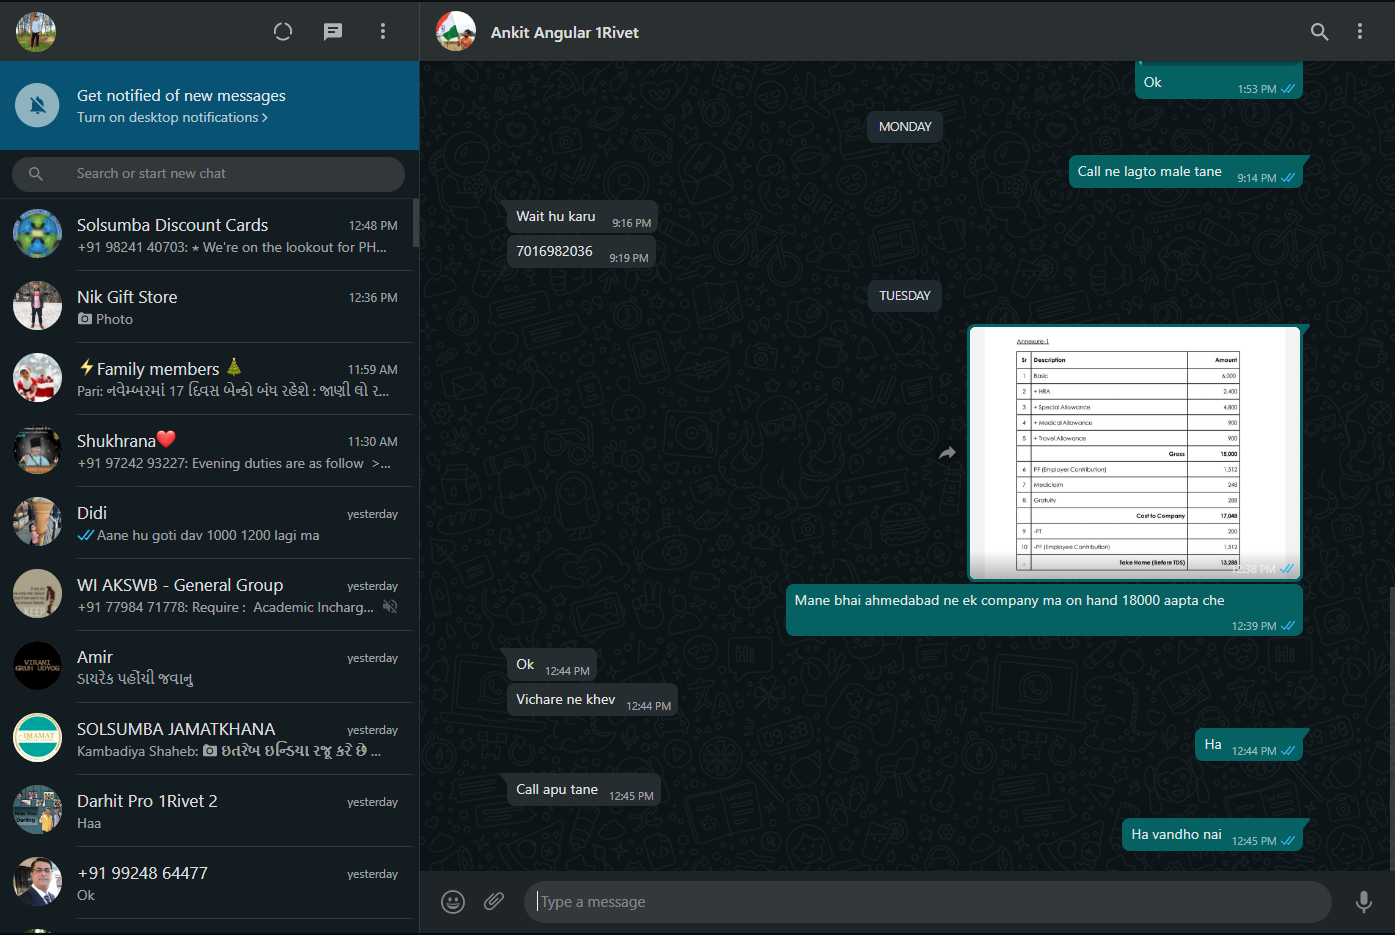 Get notified of new messages
Turn on desktop notifications >
Search or start new chat
Solsumba Discount Cards 12:48 PM
+91 98241 40703: ⭑ We're on the lookout for PH...
Nik Gift Store 12:36 PM
Photo
⚡Family members 🎄 11:59 AM
Pari: નવેમ્બરમાં 17 દિવસ બેન્કો બંધ રહેશે : જાણી લો ર...
Shukhrana❤️ 11:30 AM
+91 97242 93227: Evening duties are as follow >...
Didi yesterday
Aane hu goti dav 1000 1200 lagi ma
WI AKSWB - General Group yesterday
+91 77984 71778: Require : Academic Incharg...
VIRANI
GRUH UDYOG
Amir yesterday
ડાયરેક પહોંચી જવાનુ
IMAMAT
SOLSUMBA JAMATKHANA yesterday
Kambadiya Shaheb: ઇતરેબ ઇન્ડિયા રજૂ કરે છે ...
Darhit Pro 1Rivet 2 yesterday
Haa
+91 99248 64477 yesterday
Ok
Ankit Angular 1Rivet
Ok 1:53 PM
MONDAY
Call ne lagto male tane 9:14 PM
Wait hu karu 9:16 PM
7016982036 9:19 PM
TUESDAY
Annexure-1
Sr Description Amount
1 Basic 6,000
2 + HRA 2,400
3 + Special Allowance 4,800
4 + Medical Allowance 900
5 + Travel Allowance 900
Gross 15,000
6 PF (Employer Contribution) 1,512
7 Mediclaim 248
8 Gratuity 288
Cost to Company 17,048
9 -PT 200
10 -PF (Employee Contribution) 1,512
Take Home (Before TDS) 13,288
12:38 PM
Mane bhai ahmedabad ne ek company ma on hand 18000 aapta che
12:39 PM
Ok 12:44 PM
Vichare ne khev 12:44 PM
Ha 12:44 PM
Call apu tane 12:45 PM
Ha vandho nai 12:45 PM
Type a message